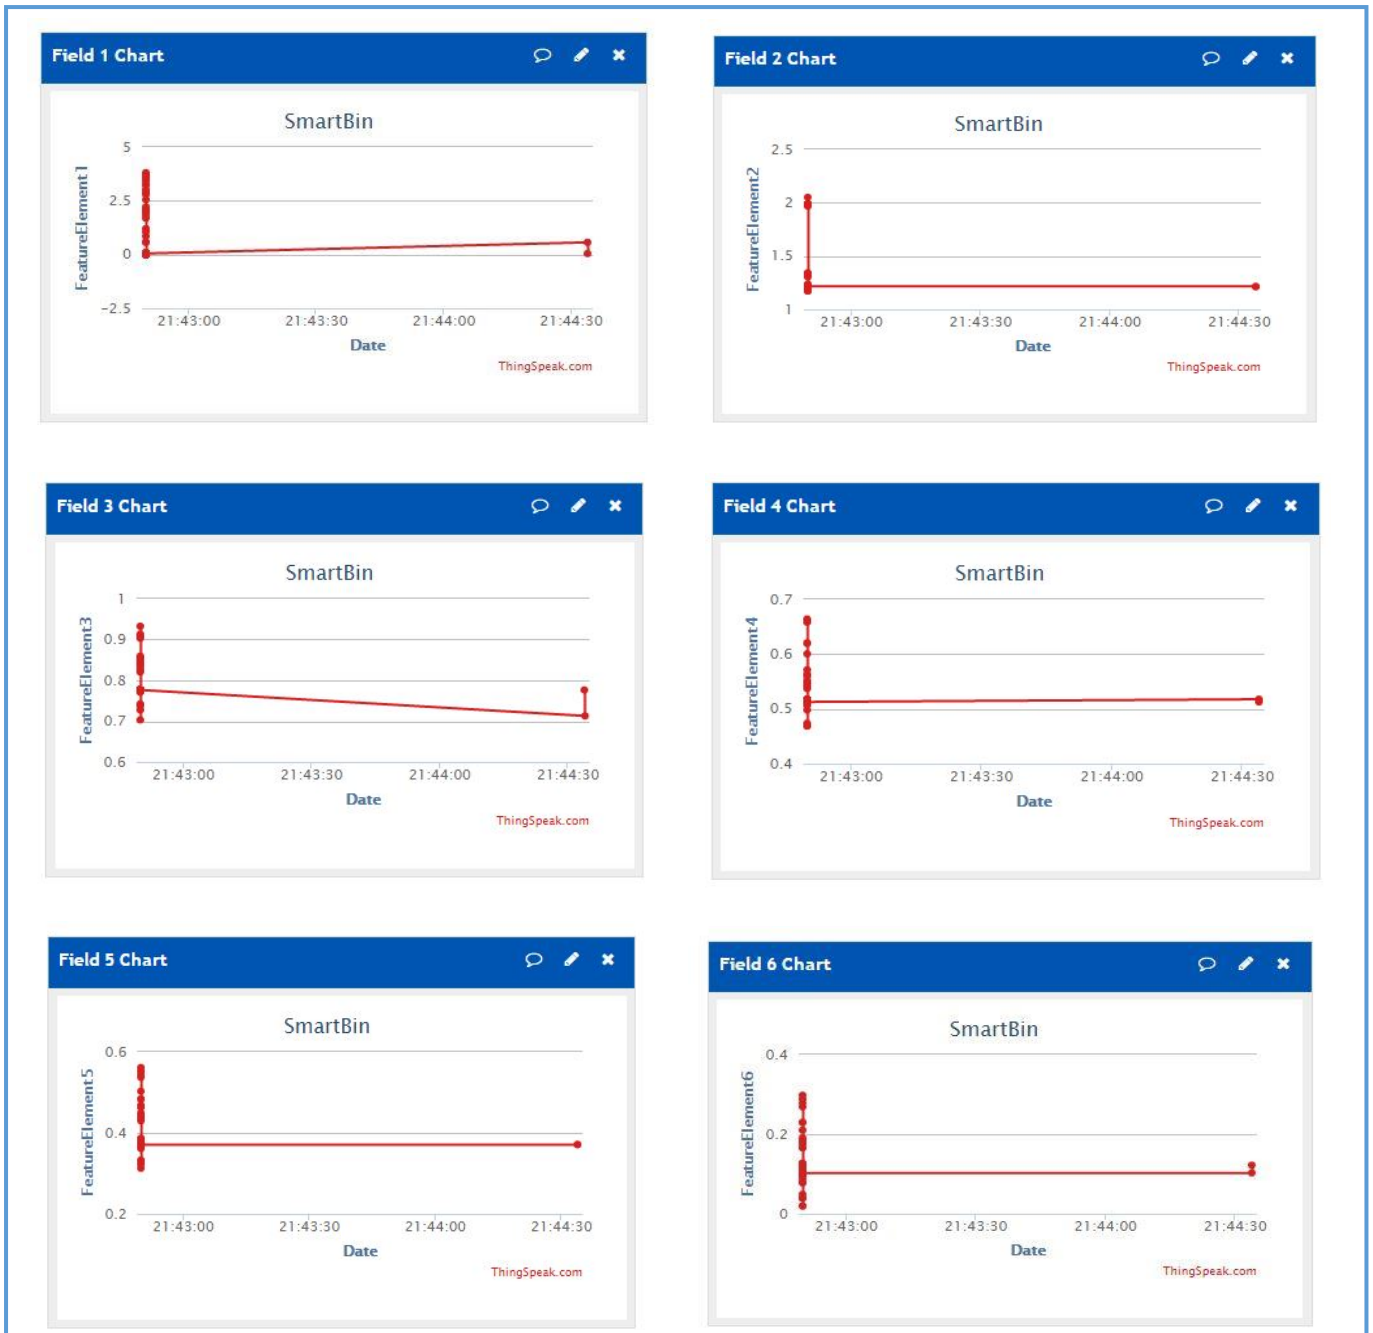 Field 1 Chart
SmartBin
FeatureElement1
5
2.5
0
−2.5
21:43:00 21:43:30 21:44:00 21:44:30
Date
ThingSpeak.com
Field 2 Chart
SmartBin
FeatureElement2
2.5
2
1.5
1
21:43:00 21:43:30 21:44:00 21:44:30
Date
ThingSpeak.com
Field 3 Chart
SmartBin
FeatureElement3
1
0.9
0.8
0.7
0.6
21:43:00 21:43:30 21:44:00 21:44:30
Date
ThingSpeak.com
Field 4 Chart
SmartBin
FeatureElement4
0.7
0.6
0.5
0.4
21:43:00 21:43:30 21:44:00 21:44:30
Date
ThingSpeak.com
Field 5 Chart
SmartBin
FeatureElement5
0.6
0.4
0.2
21:43:00 21:43:30 21:44:00 21:44:30
Date
ThingSpeak.com
Field 6 Chart
SmartBin
FeatureElement6
0.4
0.2
0
21:43:00 21:43:30 21:44:00 21:44:30
Date
ThingSpeak.com